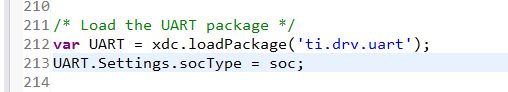 210
211 /* Load the UART package */
212 var UART = xdc.loadPackage('ti.drv.uart');
213 UART.Settings.socType = soc;
214